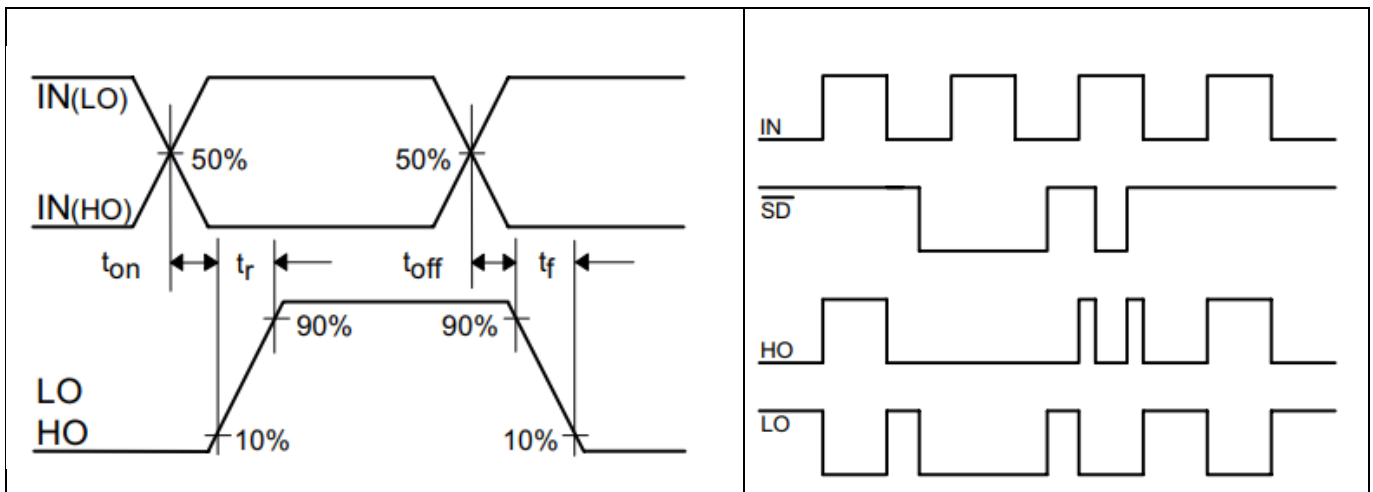 IN(LO)
50% 50%
IN(HO)
ton tr toff tf
90% 90%
LO
HO 10% 10%
IN
SD
HO
LO